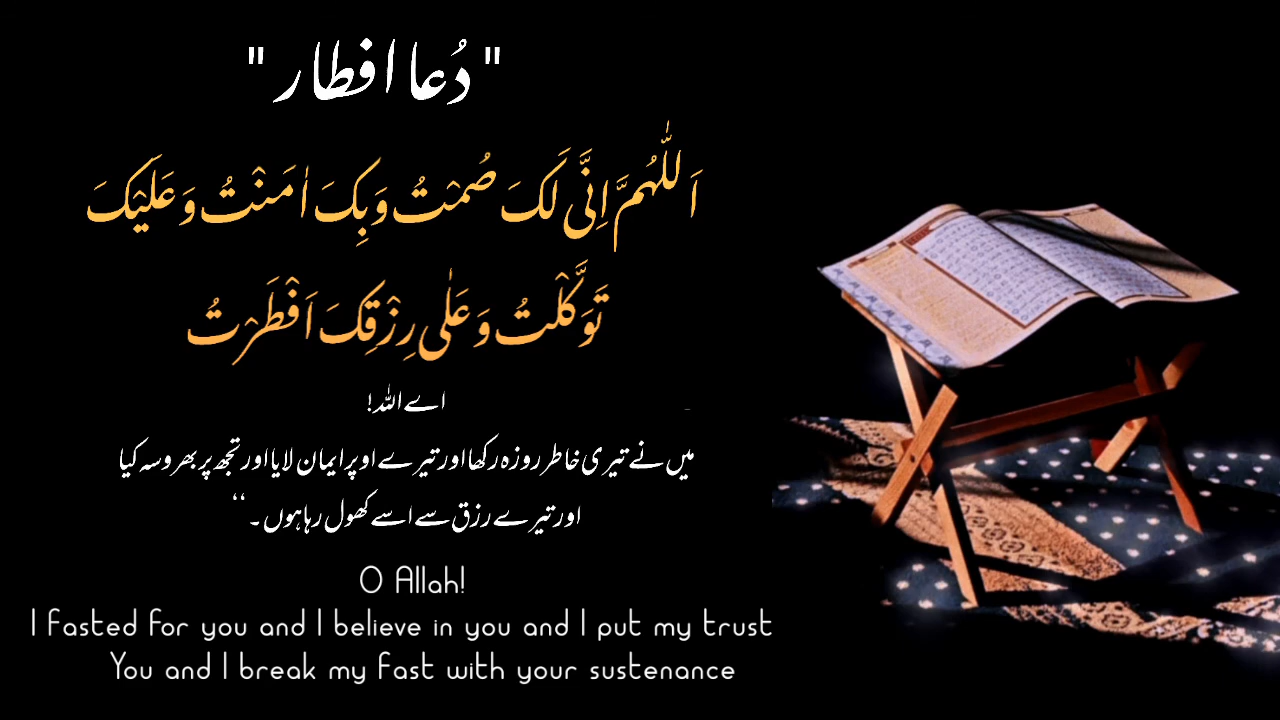 "دُعا افطار"
اَللّٰہُمَّ اِنَّی لَکَ صُمْتُ وَبِکَ اٰمَنْتُ وَ عَلَیْکَ
تَوَکَّلْتُ وَ عَلٰی رِزْقِکَ اَفْطَرْتُ
اے اللہ!
میں نے تیری خاطر روزہ رکھا اور تیرے اوپر ایمان لایا اور تجھ پر بھروسہ کیا
اور تیرے رزق سے اسے کھول رہا ہوں۔‘‘
O Allah!
I fasted for you and I believe in you and I put my trust
You and I break my fast with your sustenance